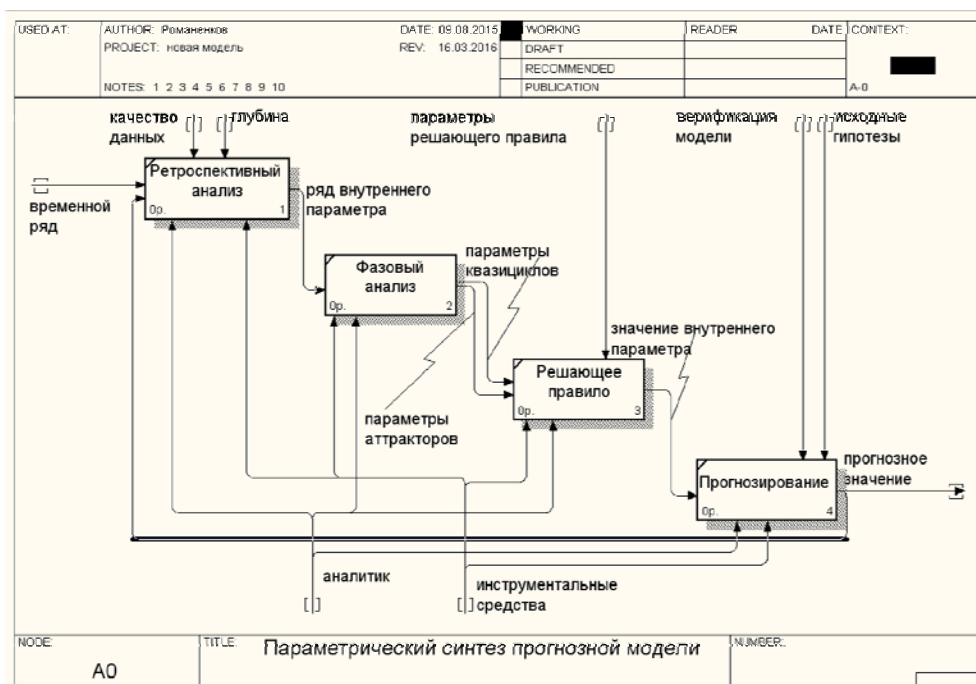 USED AT:
AUTHOR: Романенков
DATE: 09.08.2015
WORKING
READER
DATE
CONTEXT:
PROJECT: новая модель
REV: 16.03.2016
DRAFT
RECOMMENDED
NOTES: 1 2 3 4 5 6 7 8 9 10
PUBLICATION
A-0
качество
данных
глубина
параметры
решающего правила
верификация
модели
исходные
гипотезы
Ретроспективный
анализ
0р.
1
временной
ряд
ряд внутреннего
параметра
Фазовый
анализ
0р.
2
параметры
квазициклов
значение внутреннего
параметра
Решающее
правило
0р.
3
параметры
аттракторов
Прогнозирование
0р.
4
прогнозное
значение
аналитик
инструментальные
средства
NODE:
A0
TITLE:
Параметрический синтез прогнозной модели
NUMBER: